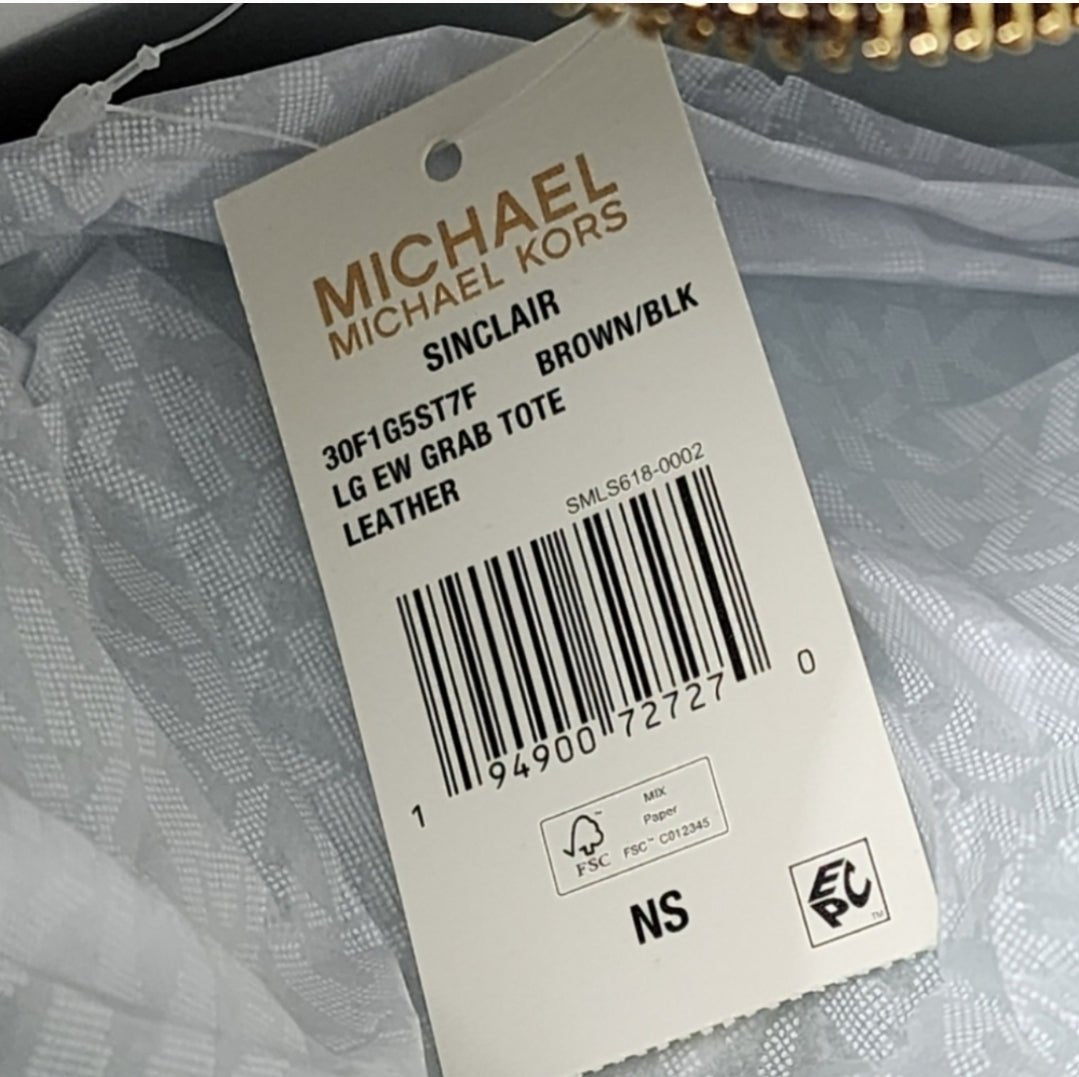 MICHAEL
MICHAEL KORS
SINCLAIR
30F1G5ST7F BROWN/BLK
LG EW GRAB TOTE
LEATHER
SMLS618-0002
1 94900 72727 0
FSC
MIX
Paper
FSC™ C012345
NS
EPC™